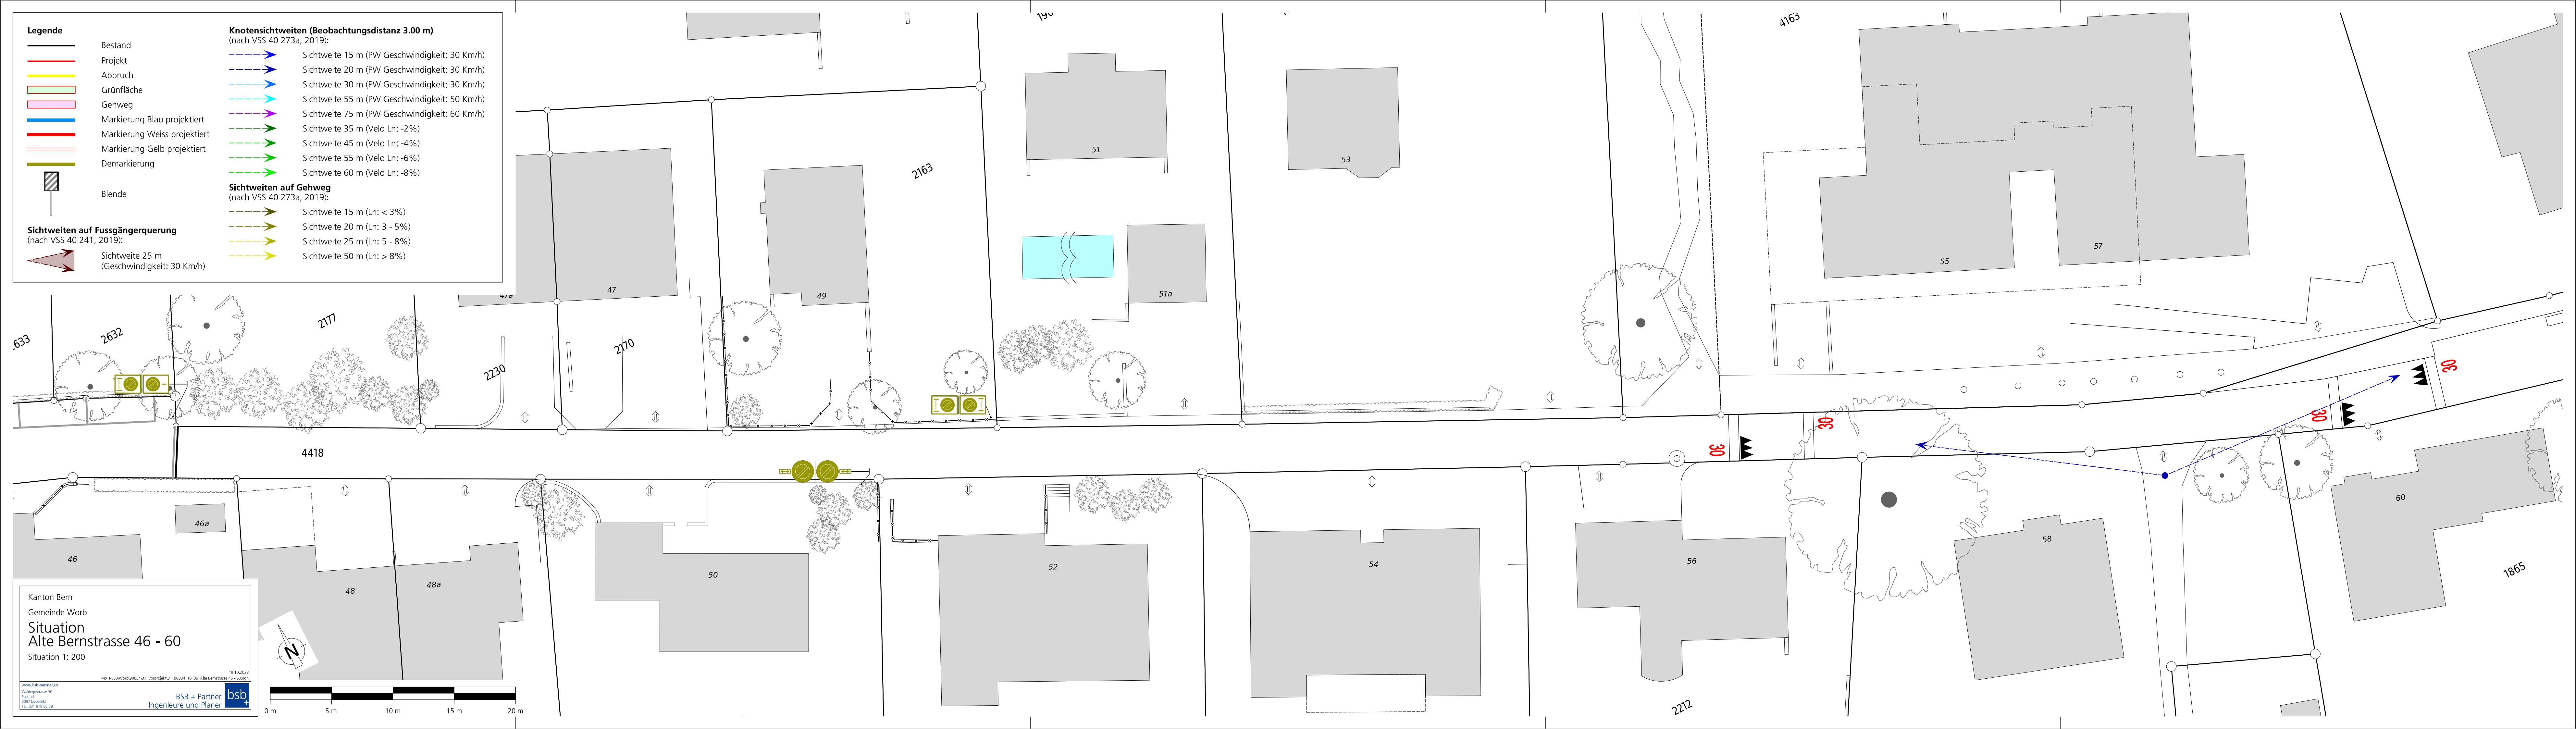 Legende
Bestand
Projekt
Abbruch
Grünfläche
Gehweg
Markierung Blau projektiert
Markierung Weiss projektiert
Markierung Gelb projektiert
Demarkierung
Blende
Sichtweiten auf Fussgängerquerung
(nach VSS 40 241, 2019):
Sichtweite 25 m
(Geschwindigkeit: 30 Km/h)
Knotensichtweiten (Beobachtungsdistanz 3.00 m)
(nach VSS 40 273a, 2019):
Sichtweite 15 m (PW Geschwindigkeit: 30 Km/h)
Sichtweite 20 m (PW Geschwindigkeit: 30 Km/h)
Sichtweite 30 m (PW Geschwindigkeit: 30 Km/h)
Sichtweite 55 m (PW Geschwindigkeit: 50 Km/h)
Sichtweite 75 m (PW Geschwindigkeit: 60 Km/h)
Sichtweite 35 m (Velo Ln: -2%)
Sichtweite 45 m (Velo Ln: -4%)
Sichtweite 55 m (Velo Ln: -6%)
Sichtweite 60 m (Velo Ln: -8%)
Sichtweiten auf Gehweg
(nach VSS 40 273a, 2019):
Sichtweite 15 m (Ln: < 3%)
Sichtweite 20 m (Ln: 3 - 5%)
Sichtweite 25 m (Ln: 5 - 8%)
Sichtweite 50 m (Ln: > 8%)
4163
51
53
2163
57
55
47a
47
49
51a
2632
2177
2170
2230
30
30
30
30
4418
46a
46
48
48a
50
52
54
56
58
60
1865
2212
Kanton Bern
Gemeinde Worb
Situation
Alte Bernstrasse 46 - 60
Situation 1: 200
18.10.2023
www.bsb-partner.ch
BSB + Partner
Ingenieure und Planer
bsb
+
N
0 m 5 m 10 m 15 m 20 m